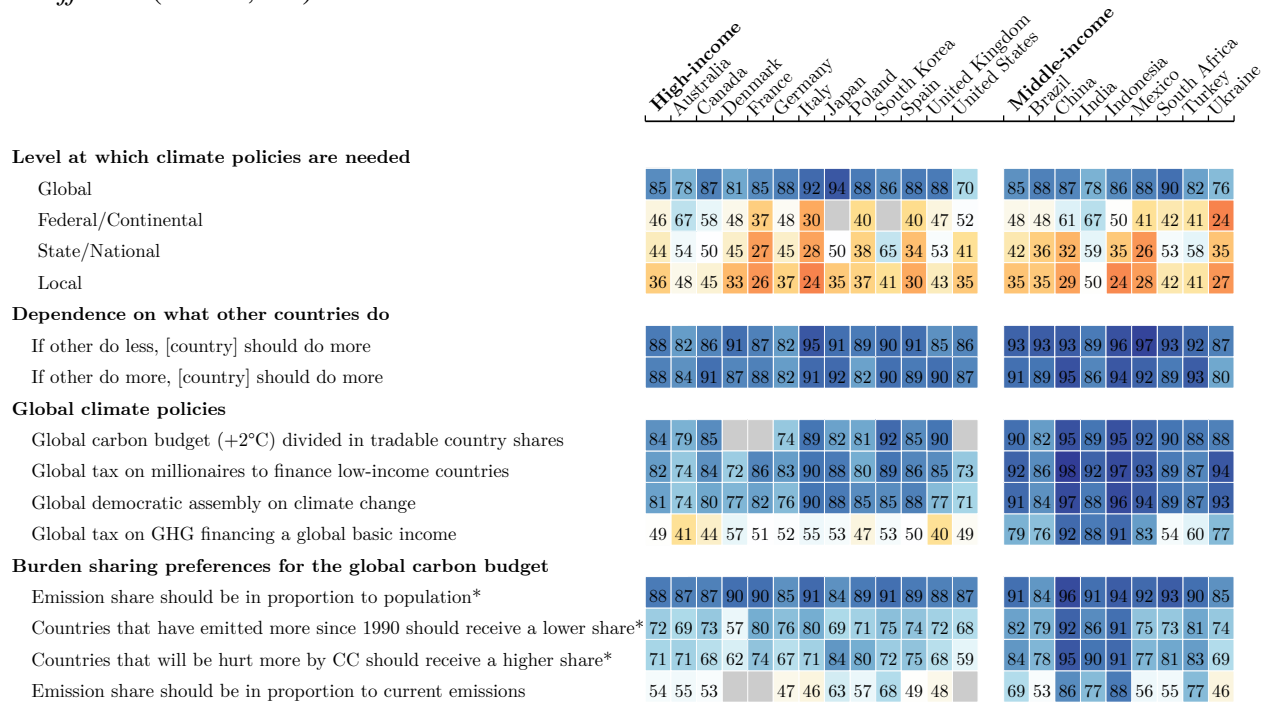 High-income Australia Canada Denmark France Germany Italy Japan Poland South Korea Spain United Kingdom United States Middle-income Brazil China India Indonesia Mexico South Africa Turkey Ukraine
Level at which climate policies are needed
Global 85 78 87 81 85 88 92 94 88 86 88 88 70 85 88 87 78 86 88 90 82 76
Federal/Continental 46 67 58 48 37 48 30 40 40 47 52 48 48 61 67 50 41 42 41 24
State/National 44 54 50 45 27 45 28 50 38 65 34 53 41 42 36 32 59 35 26 53 58 35
Local 36 48 45 33 26 37 24 35 37 41 30 43 35 35 35 29 50 24 28 42 41 27
Dependence on what other countries do
If other do less, [country] should do more 88 82 86 91 87 82 95 91 89 90 91 85 86 93 93 93 89 96 97 93 92 87
If other do more, [country] should do more 88 84 91 87 88 82 91 92 82 90 89 90 87 91 89 95 86 94 92 89 93 80
Global climate policies
Global carbon budget (+2°C) divided in tradable country shares 84 79 85 74 89 82 81 92 85 90 90 82 95 89 95 92 90 88 88
Global tax on millionaires to finance low-income countries 82 74 84 72 86 83 90 88 80 89 86 85 73 92 86 98 92 97 93 89 87 94
Global democratic assembly on climate change 81 74 80 77 82 76 90 88 85 85 88 77 71 91 84 97 88 96 94 89 87 93
Global tax on GHG financing a global basic income 49 41 44 57 51 52 55 53 47 53 50 40 49 79 76 92 88 91 83 54 60 77
Burden sharing preferences for the global carbon budget
Emission share should be in proportion to population* 88 87 87 90 90 85 91 84 89 91 89 88 87 91 84 96 91 94 92 93 90 85
Countries that have emitted more since 1990 should receive a lower share* 72 69 73 57 80 76 80 69 71 75 74 72 68 82 79 92 86 91 75 73 81 74
Countries that will be hurt more by CC should receive a higher share* 71 71 68 62 74 67 71 84 80 72 75 68 59 84 78 95 90 91 77 81 83 69
Emission share should be in proportion to current emissions 54 55 53 47 46 63 57 68 49 48 69 53 86 77 88 56 55 77 46